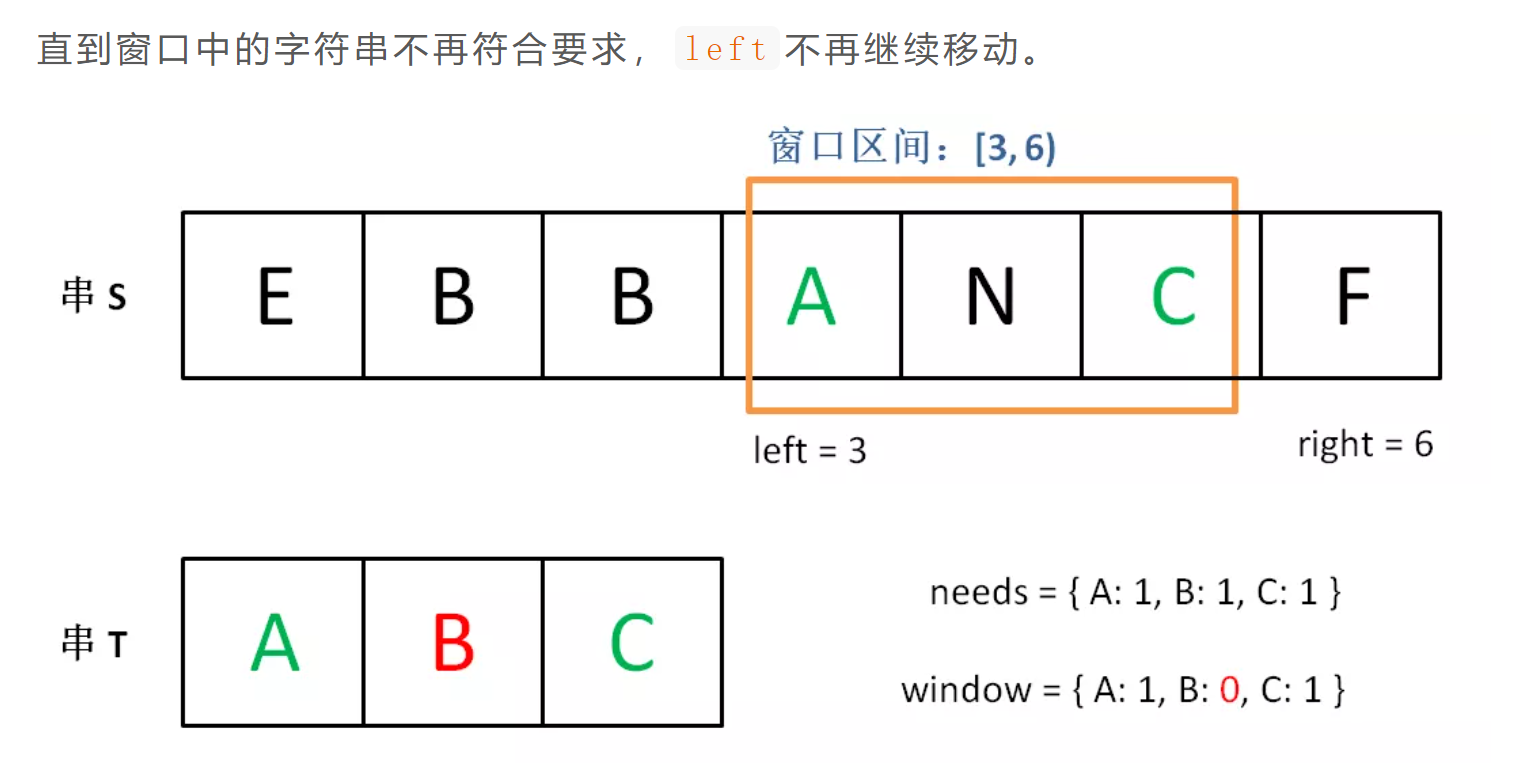 直到窗口中的字符串不再符合要求， left 不再继续移动。
窗口区间：[3, 6)
串 S E B B A N C F
left = 3 right = 6
串 T A B C
needs = { A: 1, B: 1, C: 1 }
window = { A: 1, B: 0, C: 1 }